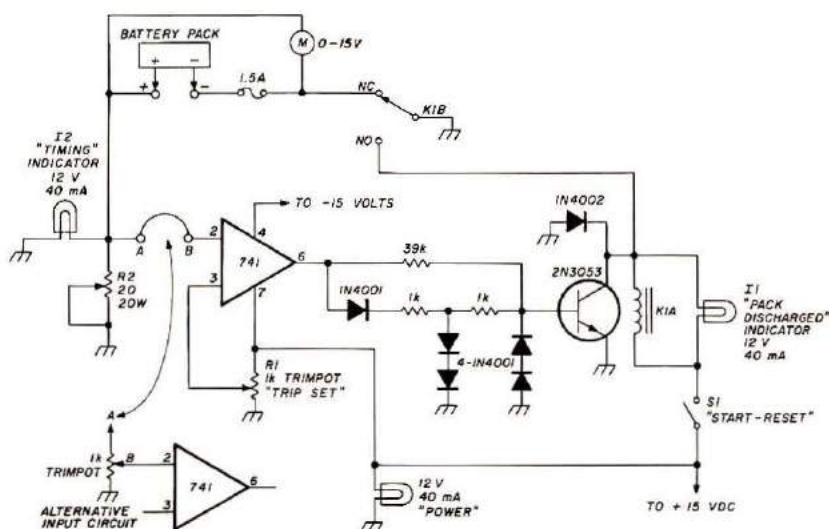 BATTERY PACK
+ -
+ -
1.5A
M
0-15V
NC
K1B
NO
I2
"TIMING"
INDICATOR
12 V
40 mA
A
B
2
3
4
6
7
741
TO -15 VOLTS
R2
20
20W
R1
1k TRIMPOT
"TRIP SET"
39k
1N4001
1k
1k
4-1N4001
1N4002
2N3053
K1A
I1
"PACK
DISCHARGED"
INDICATOR
12 V
40 mA
S1
"START-RESET"
TO +15 VDC
12 V
40 mA
"POWER"
A
1k
TRIMPOT
B
2
3
741
6
ALTERNATIVE
INPUT CIRCUIT